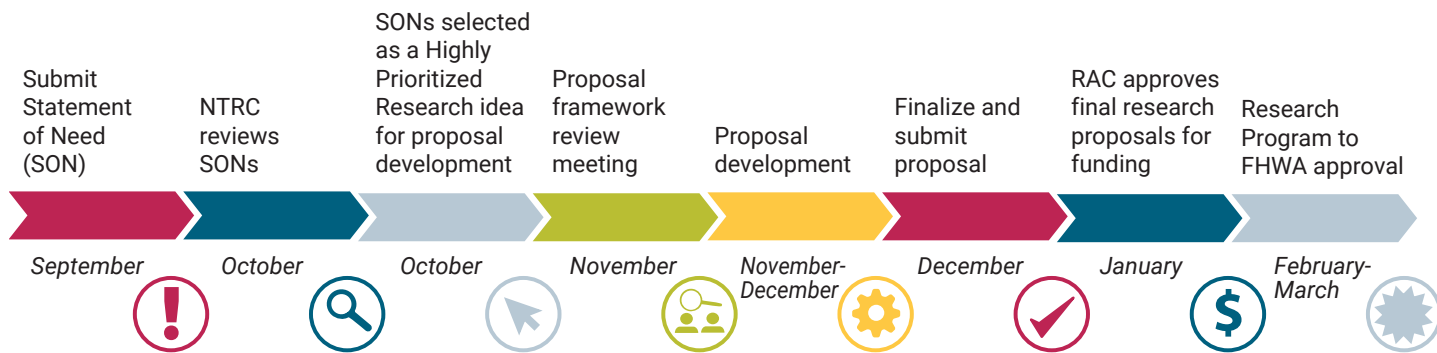 Submit
Statement
of Need
(SON)
NTRC
reviews
SONs
SONs selected
as a Highly
Prioritized
Research idea
for proposal
development
Proposal
framework
review
meeting
Proposal
development
Finalize and
submit
proposal
RAC approves
final research
proposals for
funding
Research
Program to
FHWA approval
September
October
October
November
November-
December
December
January
February-
March
!
$